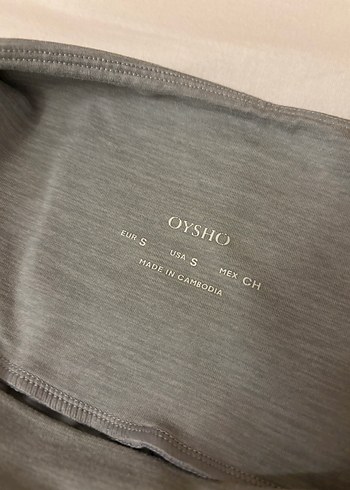 OYSHO
EUR S USA S MEX CH
MADE IN CAMBODIA